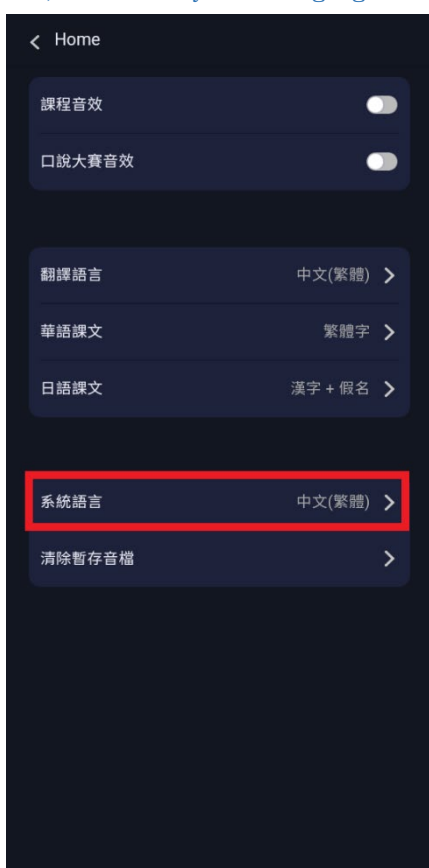 Home
課程音效
口說大賽音效
翻譯語言 中文(繁體)
華語課文 繁體字
日語課文 漢字 + 假名
系統語言 中文(繁體)
清除暫存音檔